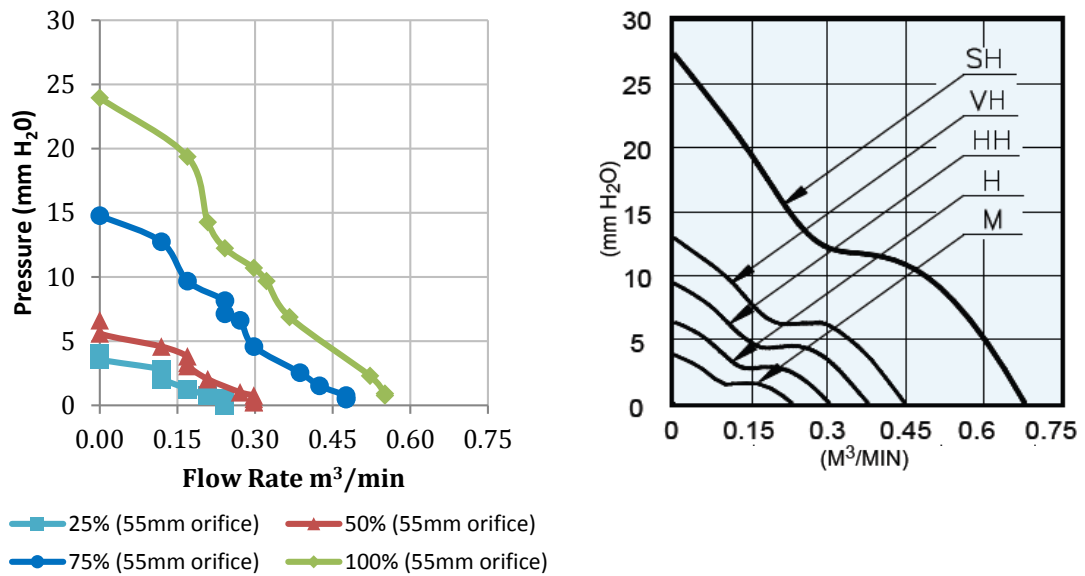 30
25
20
15
10
5
0
Pressure (mm H₂0)
0.00 0.15 0.30 0.45 0.60 0.75
Flow Rate m³/min
25% (55mm orifice) 50% (55mm orifice)
75% (55mm orifice) 100% (55mm orifice)
30
25
20
15
10
5
0
(mm H₂O)
SH
VH
HH
H
M
0 0.15 0.3 0.45 0.6 0.75
(M³/MIN)